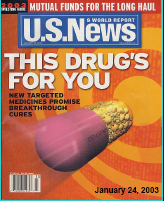 2003 MUTUAL FUNDS FOR THE LONG HAUL
& WORLD REPORT
U.S.News
THIS DRUG'S
FOR YOU
NEW TARGETED
MEDICINES PROMISE
BREAKTHROUGH
CURES
January 24, 2003